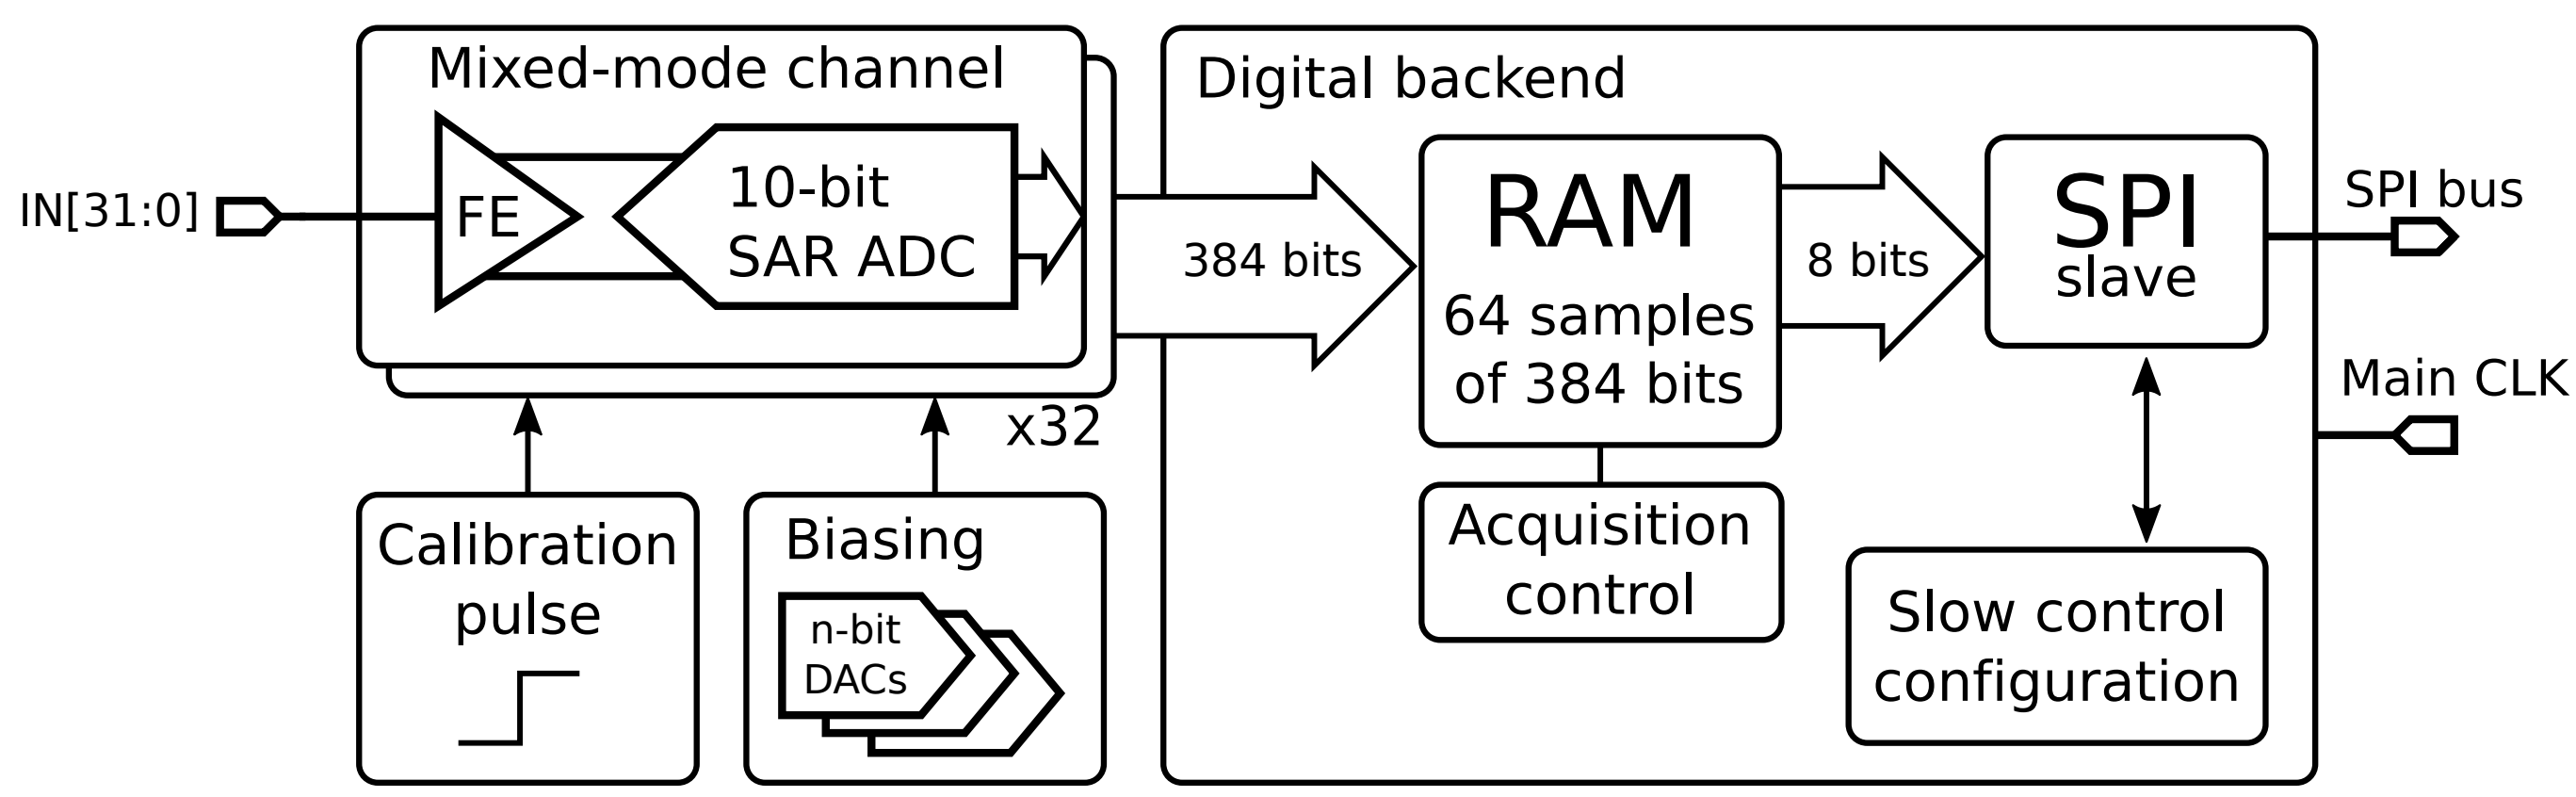 Mixed-mode channel
IN[31:0]
FE
10-bit
SAR ADC
x32
Calibration
pulse
Biasing
n-bit
DACs
Digital backend
384 bits
RAM
64 samples
of 384 bits
8 bits
SPI
slave
Acquisition
control
Slow control
configuration
SPI bus
Main CLK